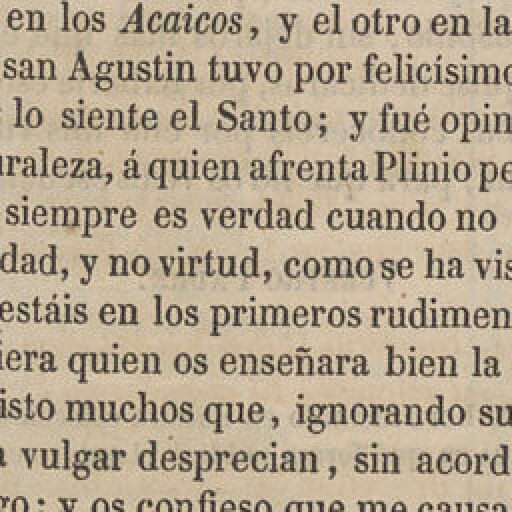 en los Acaicos, y el otro en la
san Agustin tuvo por felicísimo
lo siente el Santo; y fué opin
uraleza, á quien afrenta Plinio pe
siempre es verdad cuando no
dad, y no virtud, como se ha vis
estáis en los primeros rudimen
iera quien os enseñara bien la
isto muchos que, ignorando su
a vulgar desprecian, sin acord
go: y os confieso que me causa